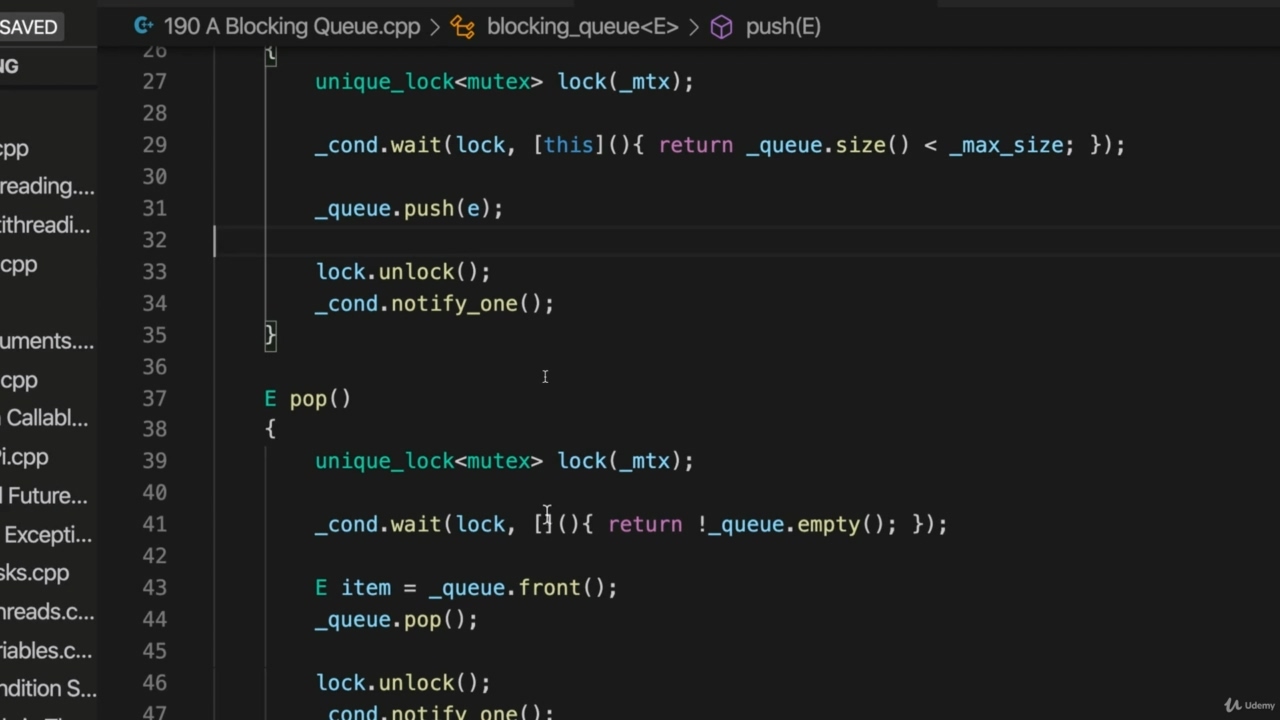 SAVED
190 A Blocking Queue.cpp > blocking_queue<E> > push(E)
NG
cpp
reading....
tithreadi...
cpp
uments....
cpp
Callabl...
i.cpp
Future...
Excepti...
sks.cpp
hreads.c...
riables.c...
ndition S...
26 {
27 unique_lock<mutex> lock(_mtx);
28
29 _cond.wait(lock, [this](){ return _queue.size() < _max_size; });
30
31 _queue.push(e);
32
33 lock.unlock();
34 _cond.notify_one();
35 }
36
37 E pop()
38 {
39 unique_lock<mutex> lock(_mtx);
40
41 _cond.wait(lock, [](){ return !_queue.empty(); });
42
43 E item = _queue.front();
44 _queue.pop();
45
46 lock.unlock();
47 _cond.notify_one();
Udemy